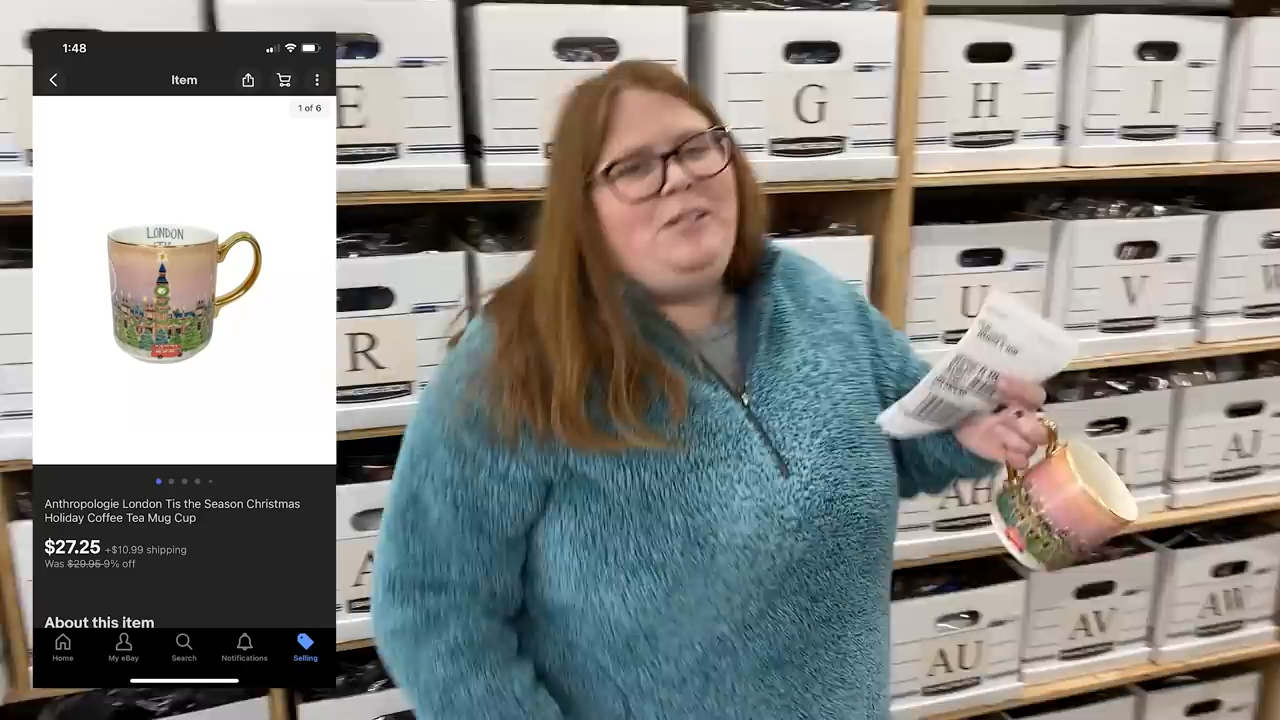 1:48
Item
1 of 6
LONDON
Anthropologie London Tis the Season Christmas
Holiday Coffee Tea Mug Cup
$27.25 +$10.99 shipping
Was $29.95 9% off
About this item
Home My eBay Search Notifications Selling
E
G
H
I
R
U
V
W
AH
AJ
AU
AV
AW